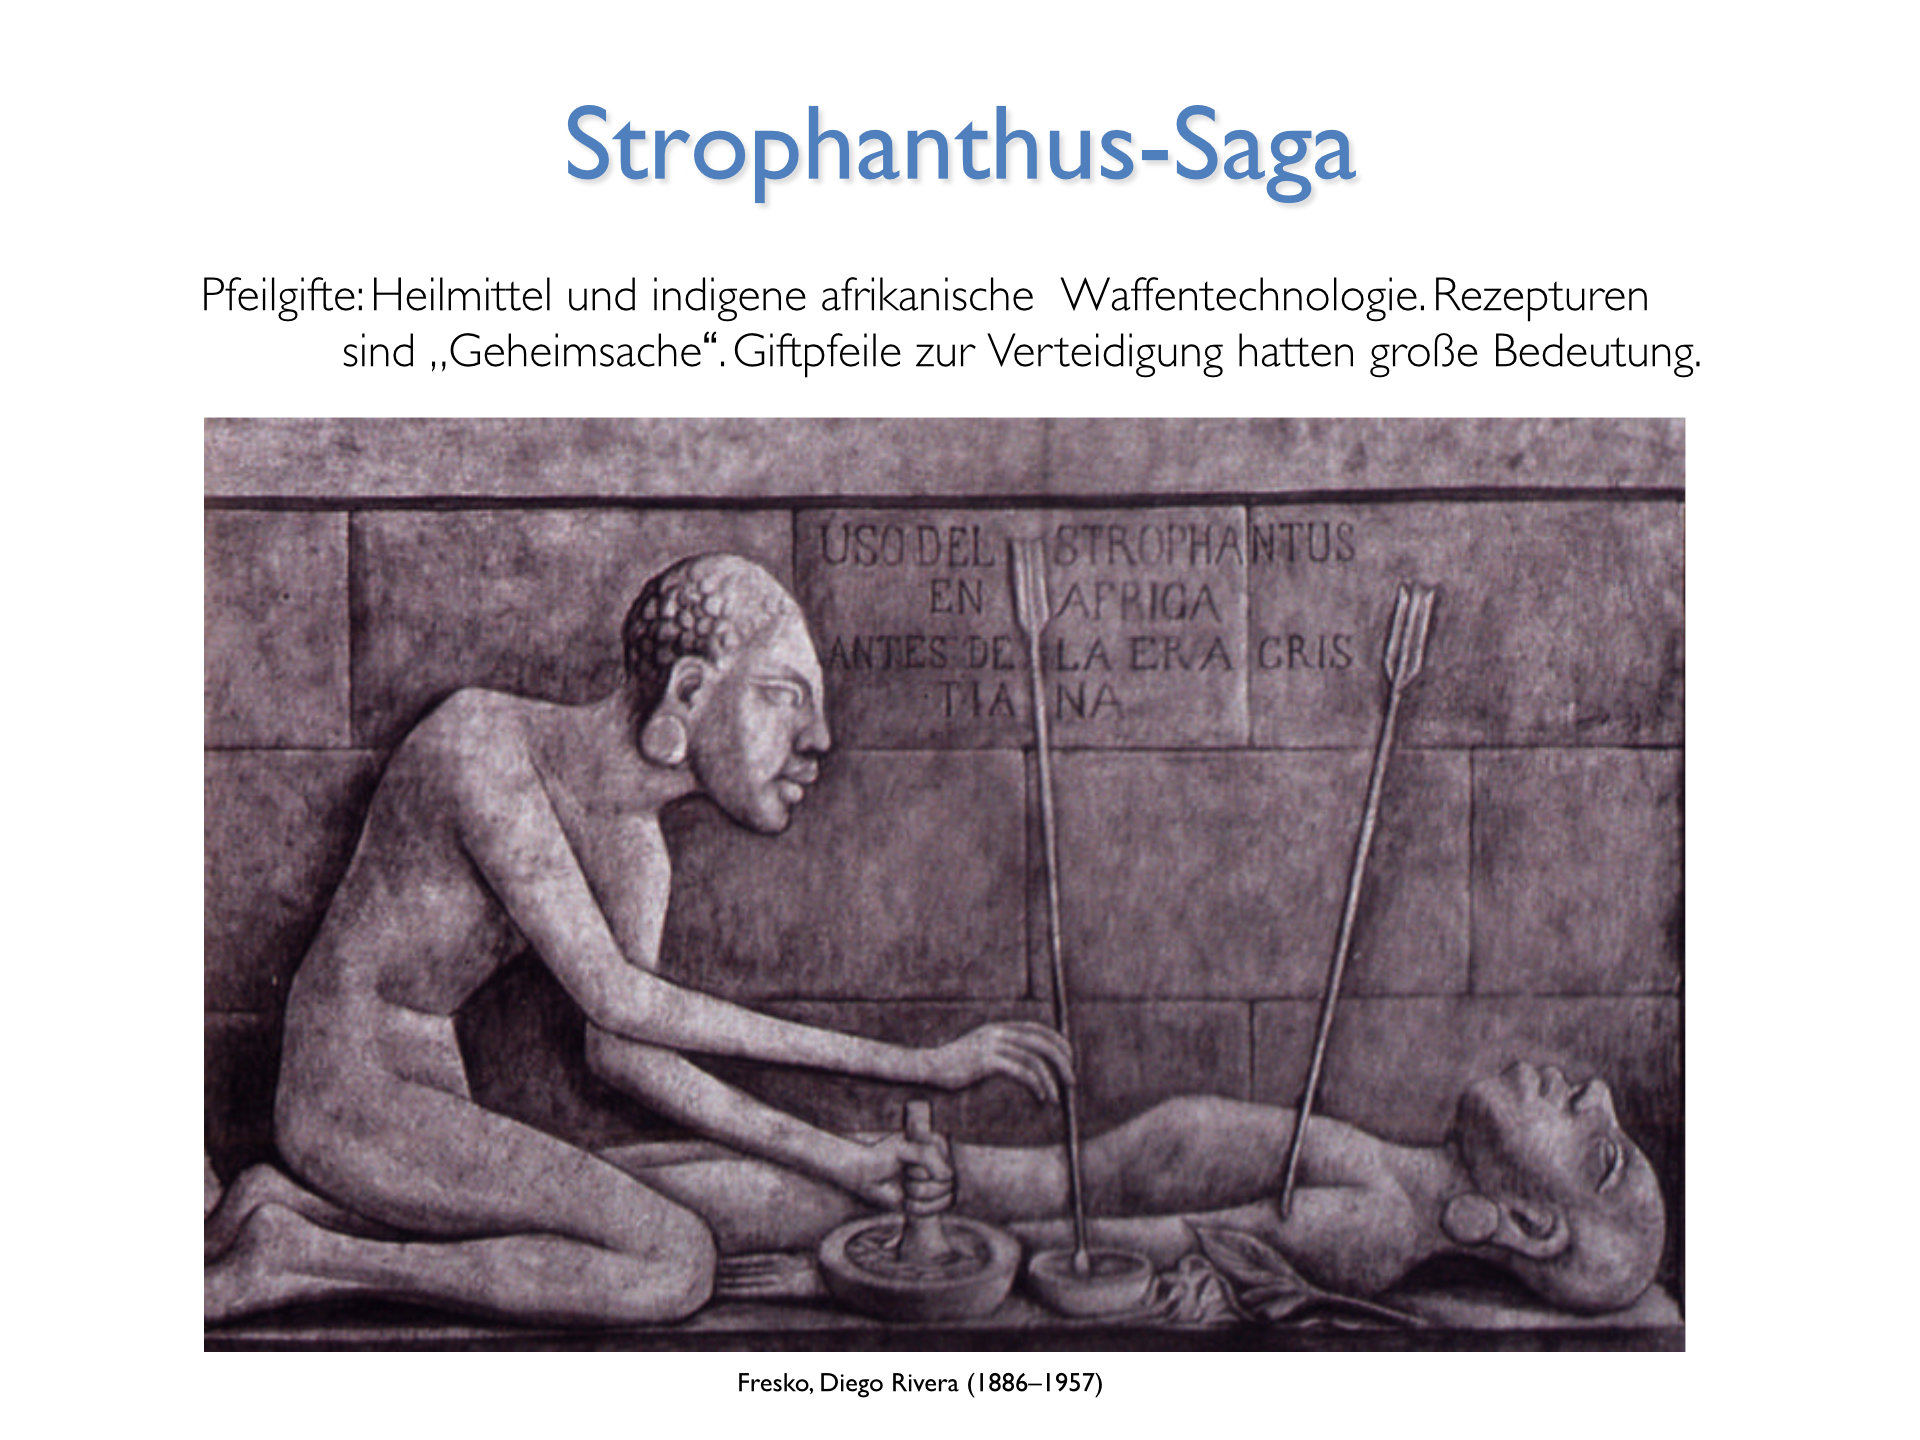 Strophanthus-Saga
Pfeilgifte: Heilmittel und indigene afrikanische Waffentechnologie. Rezepturen
sind „Geheimsache“. Giftpfeile zur Verteidigung hatten große Bedeutung.
USO DEL STROPHANTUS
EN AFRICA
ANTES DE LA ERA CRIS
TIANA
Fresko, Diego Rivera (1886–1957)